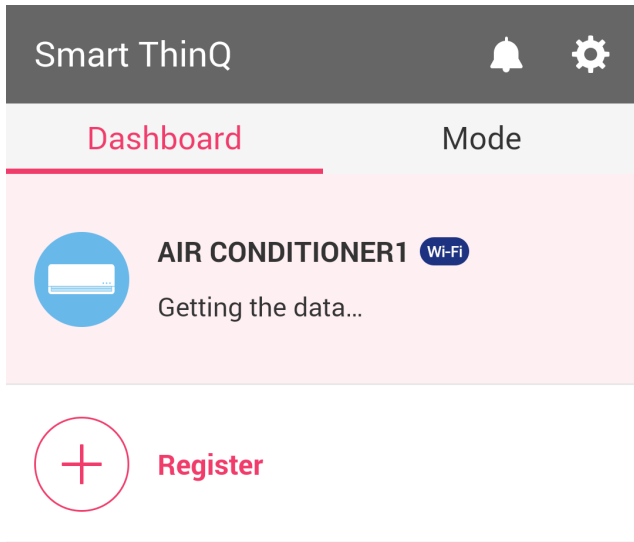 Smart ThinQ
Dashboard Mode
AIR CONDITIONER1 Wi-Fi
Getting the data...
Register